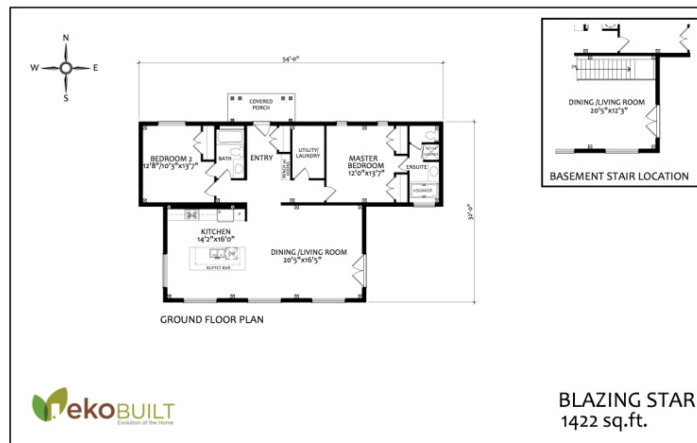 N
W E
S
54'-0"
COVERED
PORCH
BEDROOM 2
12'8"/10'3"x13'7"
BATH
ENTRY
BENCH
UTILITY/
LAUNDRY
MASTER
BEDROOM
12'0"x13'7"
ENSUITE
32'-0"
KITCHEN
14'2"x16'0"
BUFFET BAR
DINING/LIVING ROOM
20'5"x16'5"
GROUND FLOOR PLAN
DINING/LIVING ROOM
20'5"x12'3"
BASEMENT STAIR LOCATION
ekoBUILT
Evolution of the Home
BLAZING STAR
1422 sq.ft.